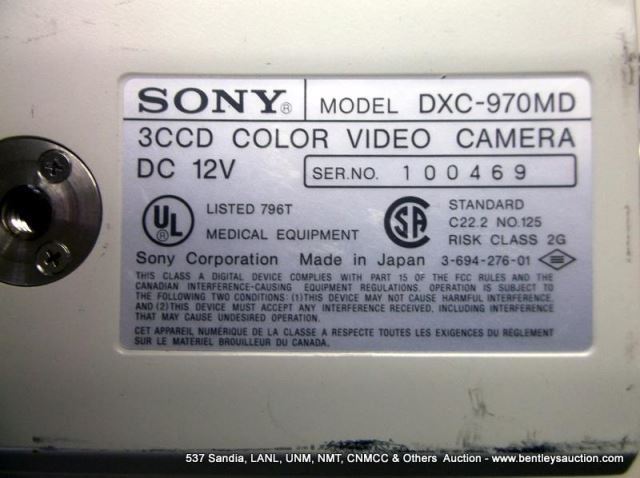 SONY® MODEL DXC-970MD
3CCD COLOR VIDEO CAMERA
DC 12V SER.NO. 100469
UL LISTED 796T
MEDICAL EQUIPMENT
SA STANDARD
C22.2 NO.125
RISK CLASS 2G
Sony Corporation Made in Japan 3-694-276-01
THIS CLASS A DIGITAL DEVICE COMPLIES WITH PART 15 OF THE FCC RULES AND THE
CANADIAN INTERFERENCE-CAUSING EQUIPMENT REGULATIONS. OPERATION IS SUBJECT TO
THE FOLLOWING TWO CONDITIONS: (1) THIS DEVICE MAY NOT CAUSE HARMFUL INTERFERENCE,
AND (2) THIS DEVICE MUST ACCEPT ANY INTERFERENCE RECEIVED, INCLUDING INTERFERENCE
THAT MAY CAUSE UNDESIRED OPERATION.
CET APPAREIL NUMÉRIQUE DE LA CLASSE A RESPECTE TOUTES LES EXIGENCES DU RÈGLEMENT
SUR LE MATERIEL BROUILLEUR DU CANADA.
537 Sandia, LANL, UNM, NMT, CNMCC & Others Auction - www.bentleysauction.com